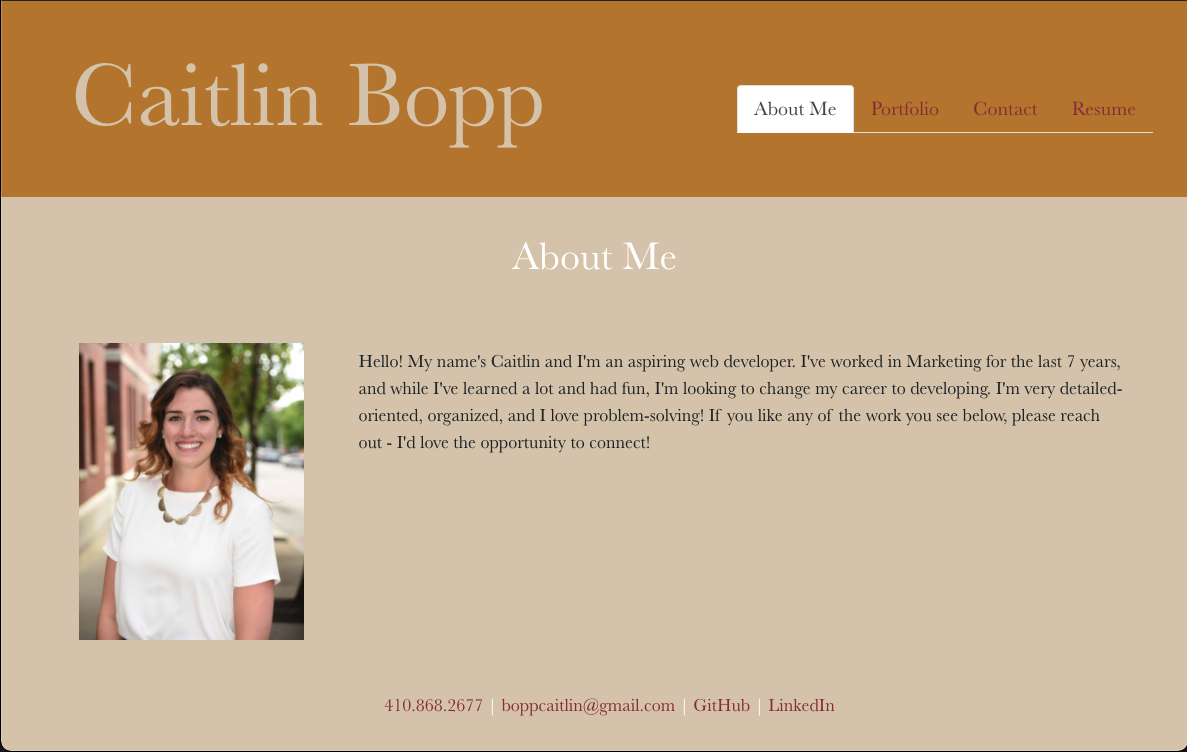 Caitlin Bopp
About Me Portfolio Contact Resume
About Me
Hello! My name's Caitlin and I'm an aspiring web developer. I've worked in Marketing for the last 7 years,
and while I've learned a lot and had fun, I'm looking to change my career to developing. I'm very detailed-
oriented, organized, and I love problem-solving! If you like any of the work you see below, please reach
out - I'd love the opportunity to connect!
410.868.2677 | boppcaitlin@gmail.com | GitHub | LinkedIn